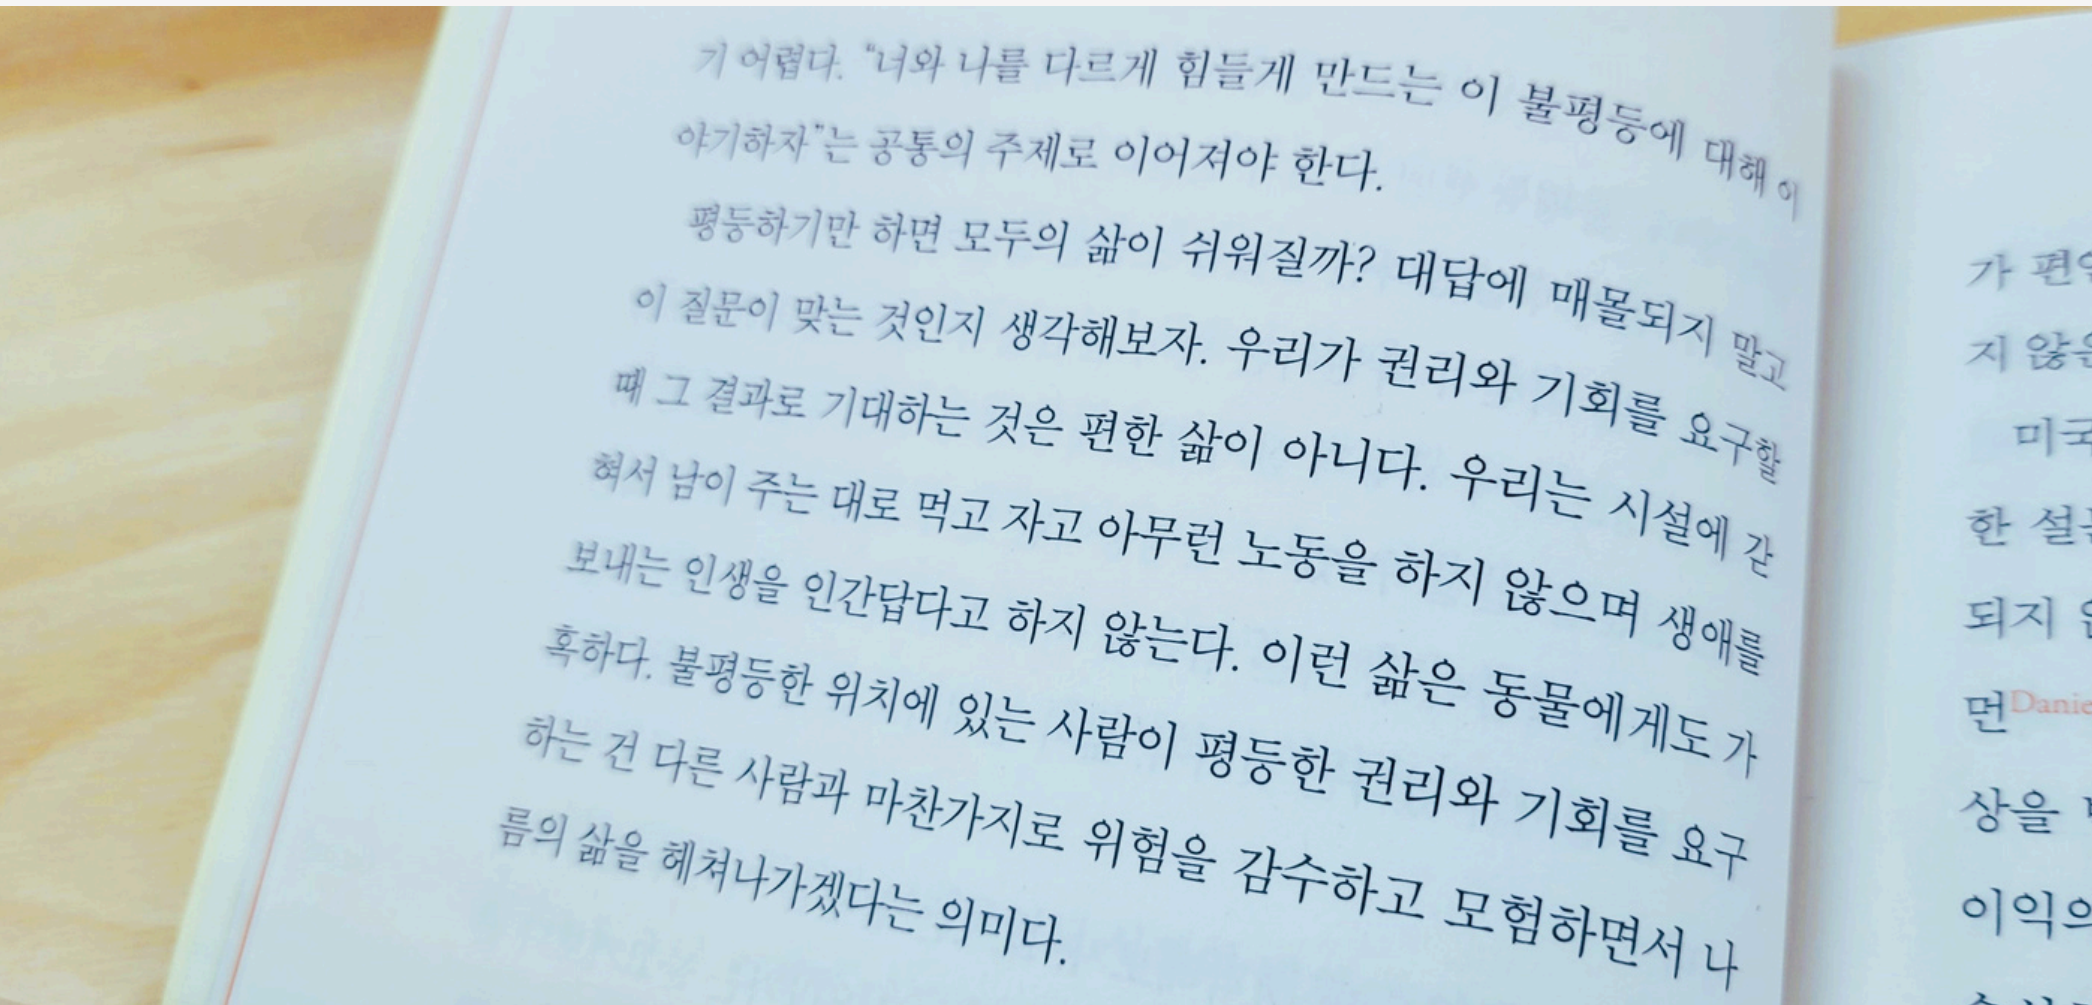 기 어렵다. “너와 나를 다르게 힘들게 만드는 이 불평등에 대해 이
야기하자”는 공통의 주제로 이어져야 한다.
평등하기만 하면 모두의 삶이 쉬워질까? 대답에 매몰되지 말고
이 질문이 맞는 것인지 생각해보자. 우리가 권리와 기회를 요구할
때 그 결과로 기대하는 것은 편한 삶이 아니다. 우리는 시설에 갇
혀서 남이 주는 대로 먹고 자고 아무런 노동을 하지 않으며 생애를
보내는 인생을 인간답다고 하지 않는다. 이런 삶은 동물에게도 가
혹하다. 불평등한 위치에 있는 사람이 평등한 권리와 기회를 요구
하는 건 다른 사람과 마찬가지로 위험을 감수하고 모험하면서 나
름의 삶을 헤쳐나가겠다는 의미다.
가
지
미국
한
되지
먼Danie
상을
이익의